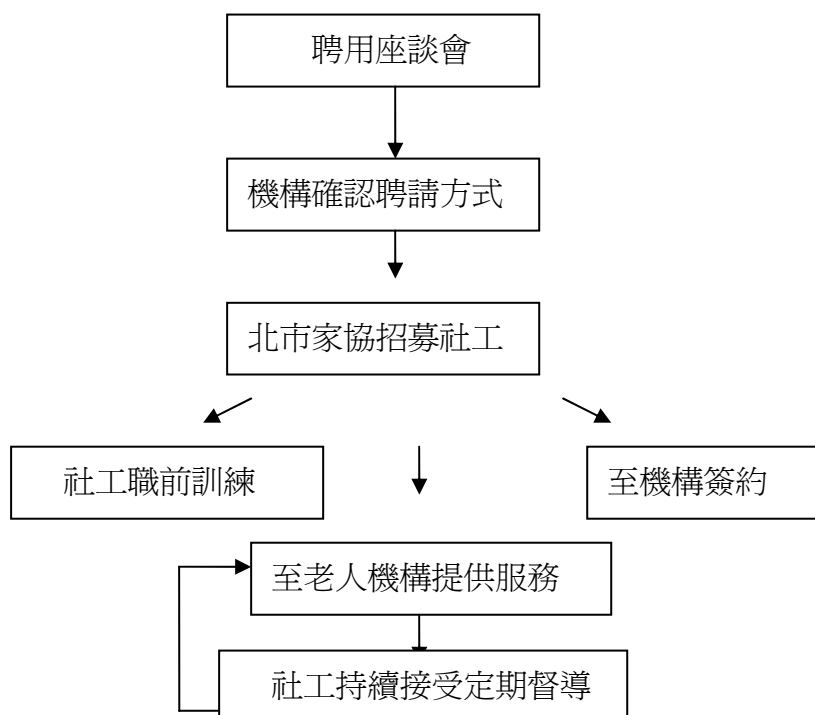 聘用座談會
機構確認聘請方式
北市家協招募社工
社工職前訓練
至機構簽約
至老人機構提供服務
社工持續接受定期督導